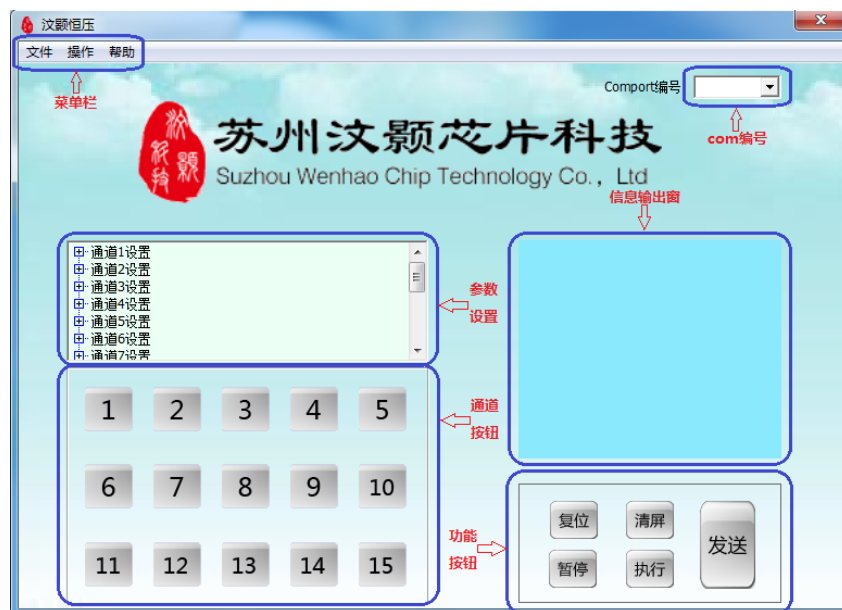 汶颢恒压
文件 操作 帮助
菜单栏
Comport编号
com编号
汶颢科技
苏州汶颢芯片科技
Suzhou Wenhao Chip Technology Co., Ltd
信息输出窗
通道1设置
通道2设置
通道3设置
通道4设置
通道5设置
通道6设置
通道7设置
参数
设置
1 2 3 4 5
通道
按钮
6 7 8 9 10
11 12 13 14 15
功能
按钮
复位 清屏 发送
暂停 执行